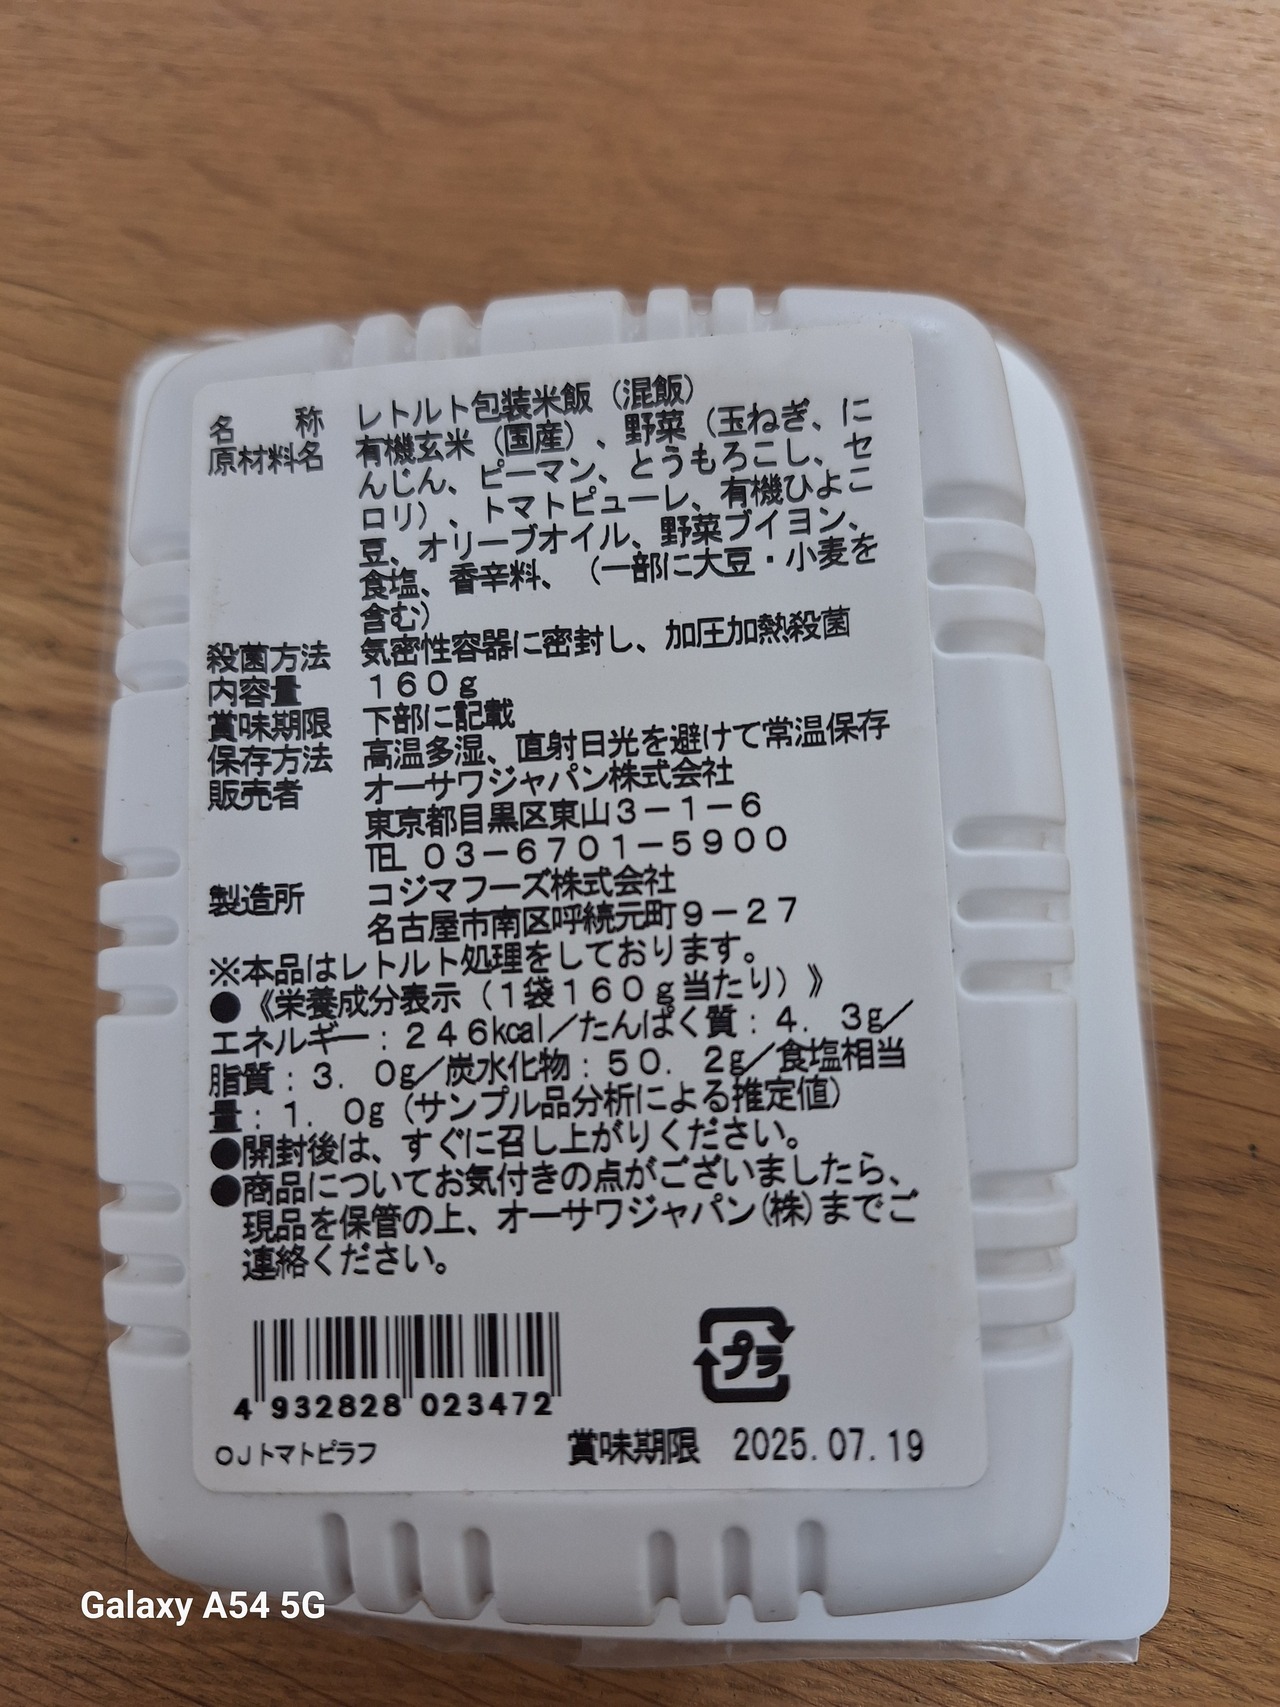 名称 レトルト包装米飯（混飯）
原材料名 有機玄米（国産）、野菜（玉ねぎ、に
んじん、ピーマン、とうもろこし、セ
ロリ）、トマトピューレ、有機ひよこ
豆、オリーブオイル、野菜ブイヨン、
食塩、香辛料、（一部に大豆・小麦を
含む）
殺菌方法 気密性容器に密封し、加圧加熱殺菌
内容量 １６０ｇ
賞味期限 下部に記載
保存方法 高温多湿、直射日光を避けて常温保存
販売者 オーサワジャパン株式会社
東京都目黒区東山３－１－６
℡ ０３－６７０１－５９００
製造所 コジマフーズ株式会社
名古屋市南区呼続元町９－２７
※本品はレトルト処理をしております。
●《栄養成分表示（１袋１６０ｇ当たり）》
エネルギー：２４６kcal／たんぱく質：４．３g／
脂質：３．０g／炭水化物：５０．２g／食塩相当
量：１．０g（サンプル品分析による推定値）
●開封後は、すぐに召し上がりください。
●商品についてお気付きの点がございましたら、
現品を保管の上、オーサワジャパン(株)までご
連絡ください。
プラ
4 932828 023472
OJトマトピラフ 賞味期限 2025.07.19
Galaxy A54 5G